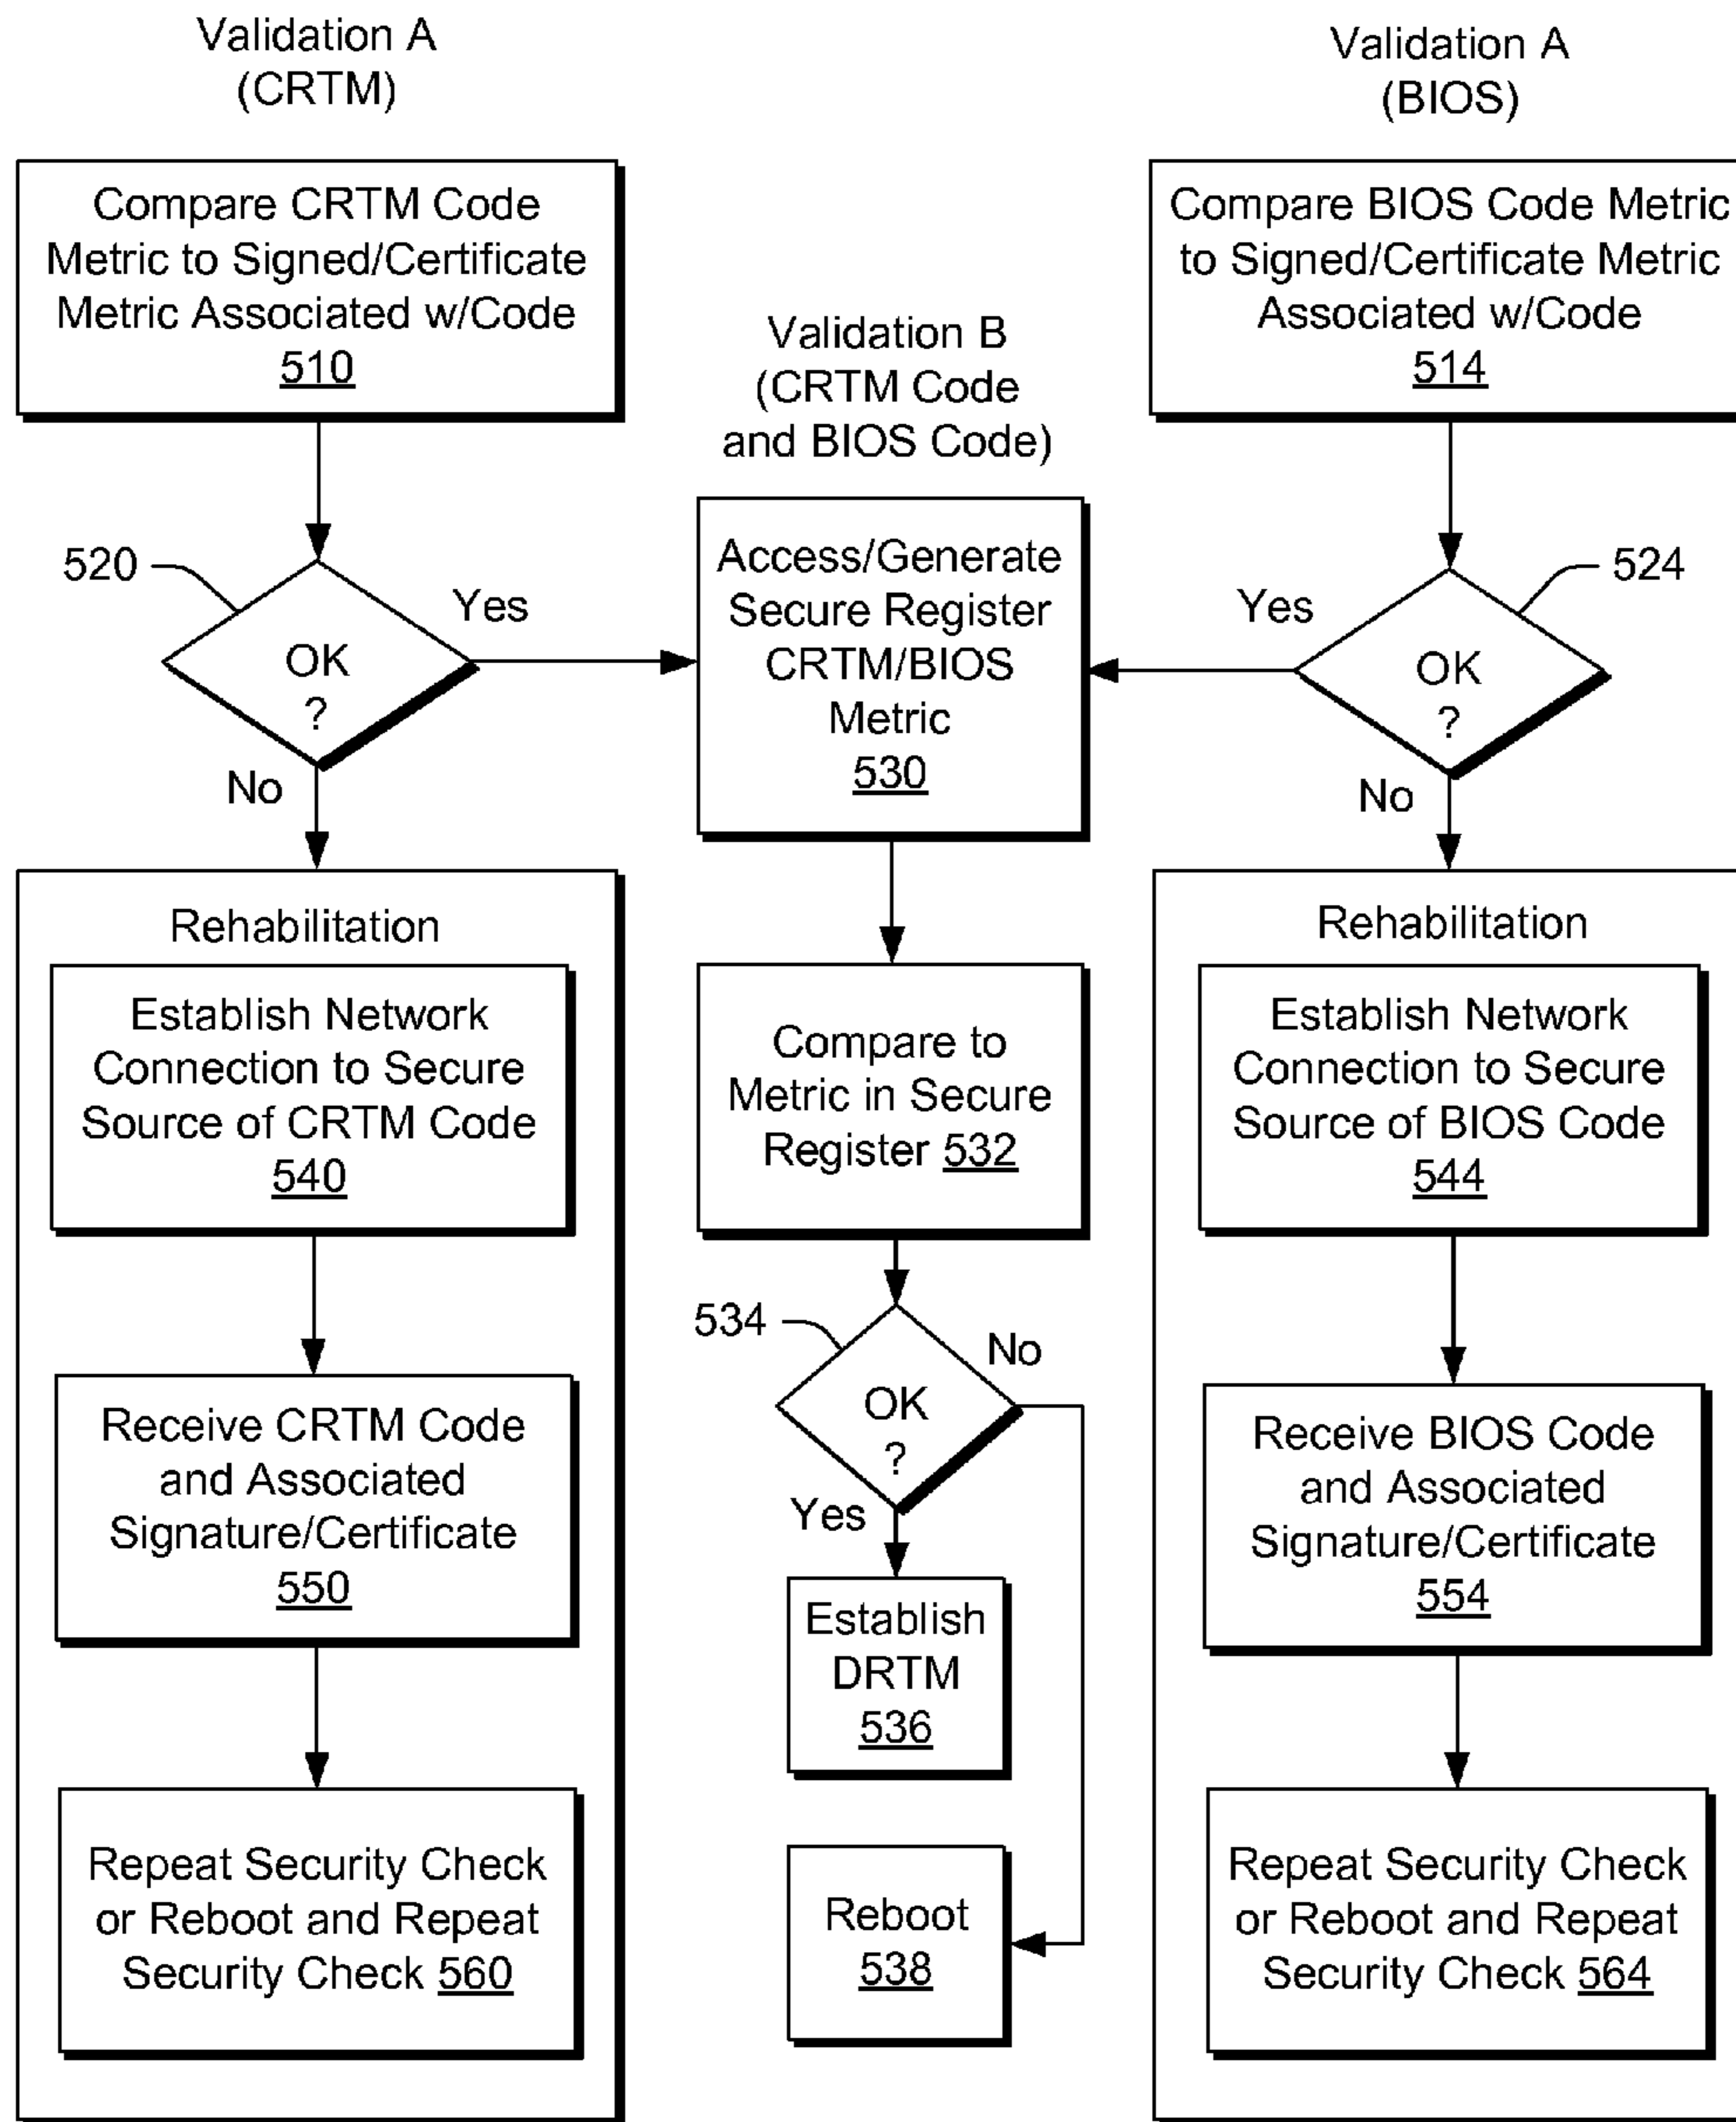 Validation A
(CRTM)
Compare CRTM Code
Metric to Signed/Certificate
Metric Associated w/Code
510
520
OK
?
Yes
No
Rehabilitation
Establish Network
Connection to Secure
Source of CRTM Code
540
Receive CRTM Code
and Associated
Signature/Certificate
550
Repeat Security Check
or Reboot and Repeat
Security Check 560
Validation B
(CRTM Code
and BIOS Code)
Access/Generate
Secure Register
CRTM/BIOS
Metric
530
Compare to
Metric in Secure
Register 532
534
OK
?
No
Yes
Establish
DRTM
536
Reboot
538
Validation A
(BIOS)
Compare BIOS Code Metric
to Signed/Certificate Metric
Associated w/Code
514
524
Yes
OK
?
No
Rehabilitation
Establish Network
Connection to Secure
Source of BIOS Code
544
Receive BIOS Code
and Associated
Signature/Certificate
554
Repeat Security Check
or Reboot and Repeat
Security Check 564